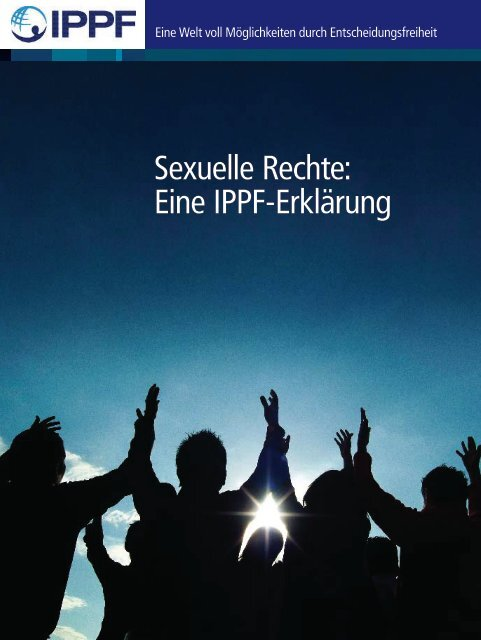 IPPF
Eine Welt voll Möglichkeiten durch Entscheidungsfreiheit
Sexuelle Rechte:
Eine IPPF-Erklärung